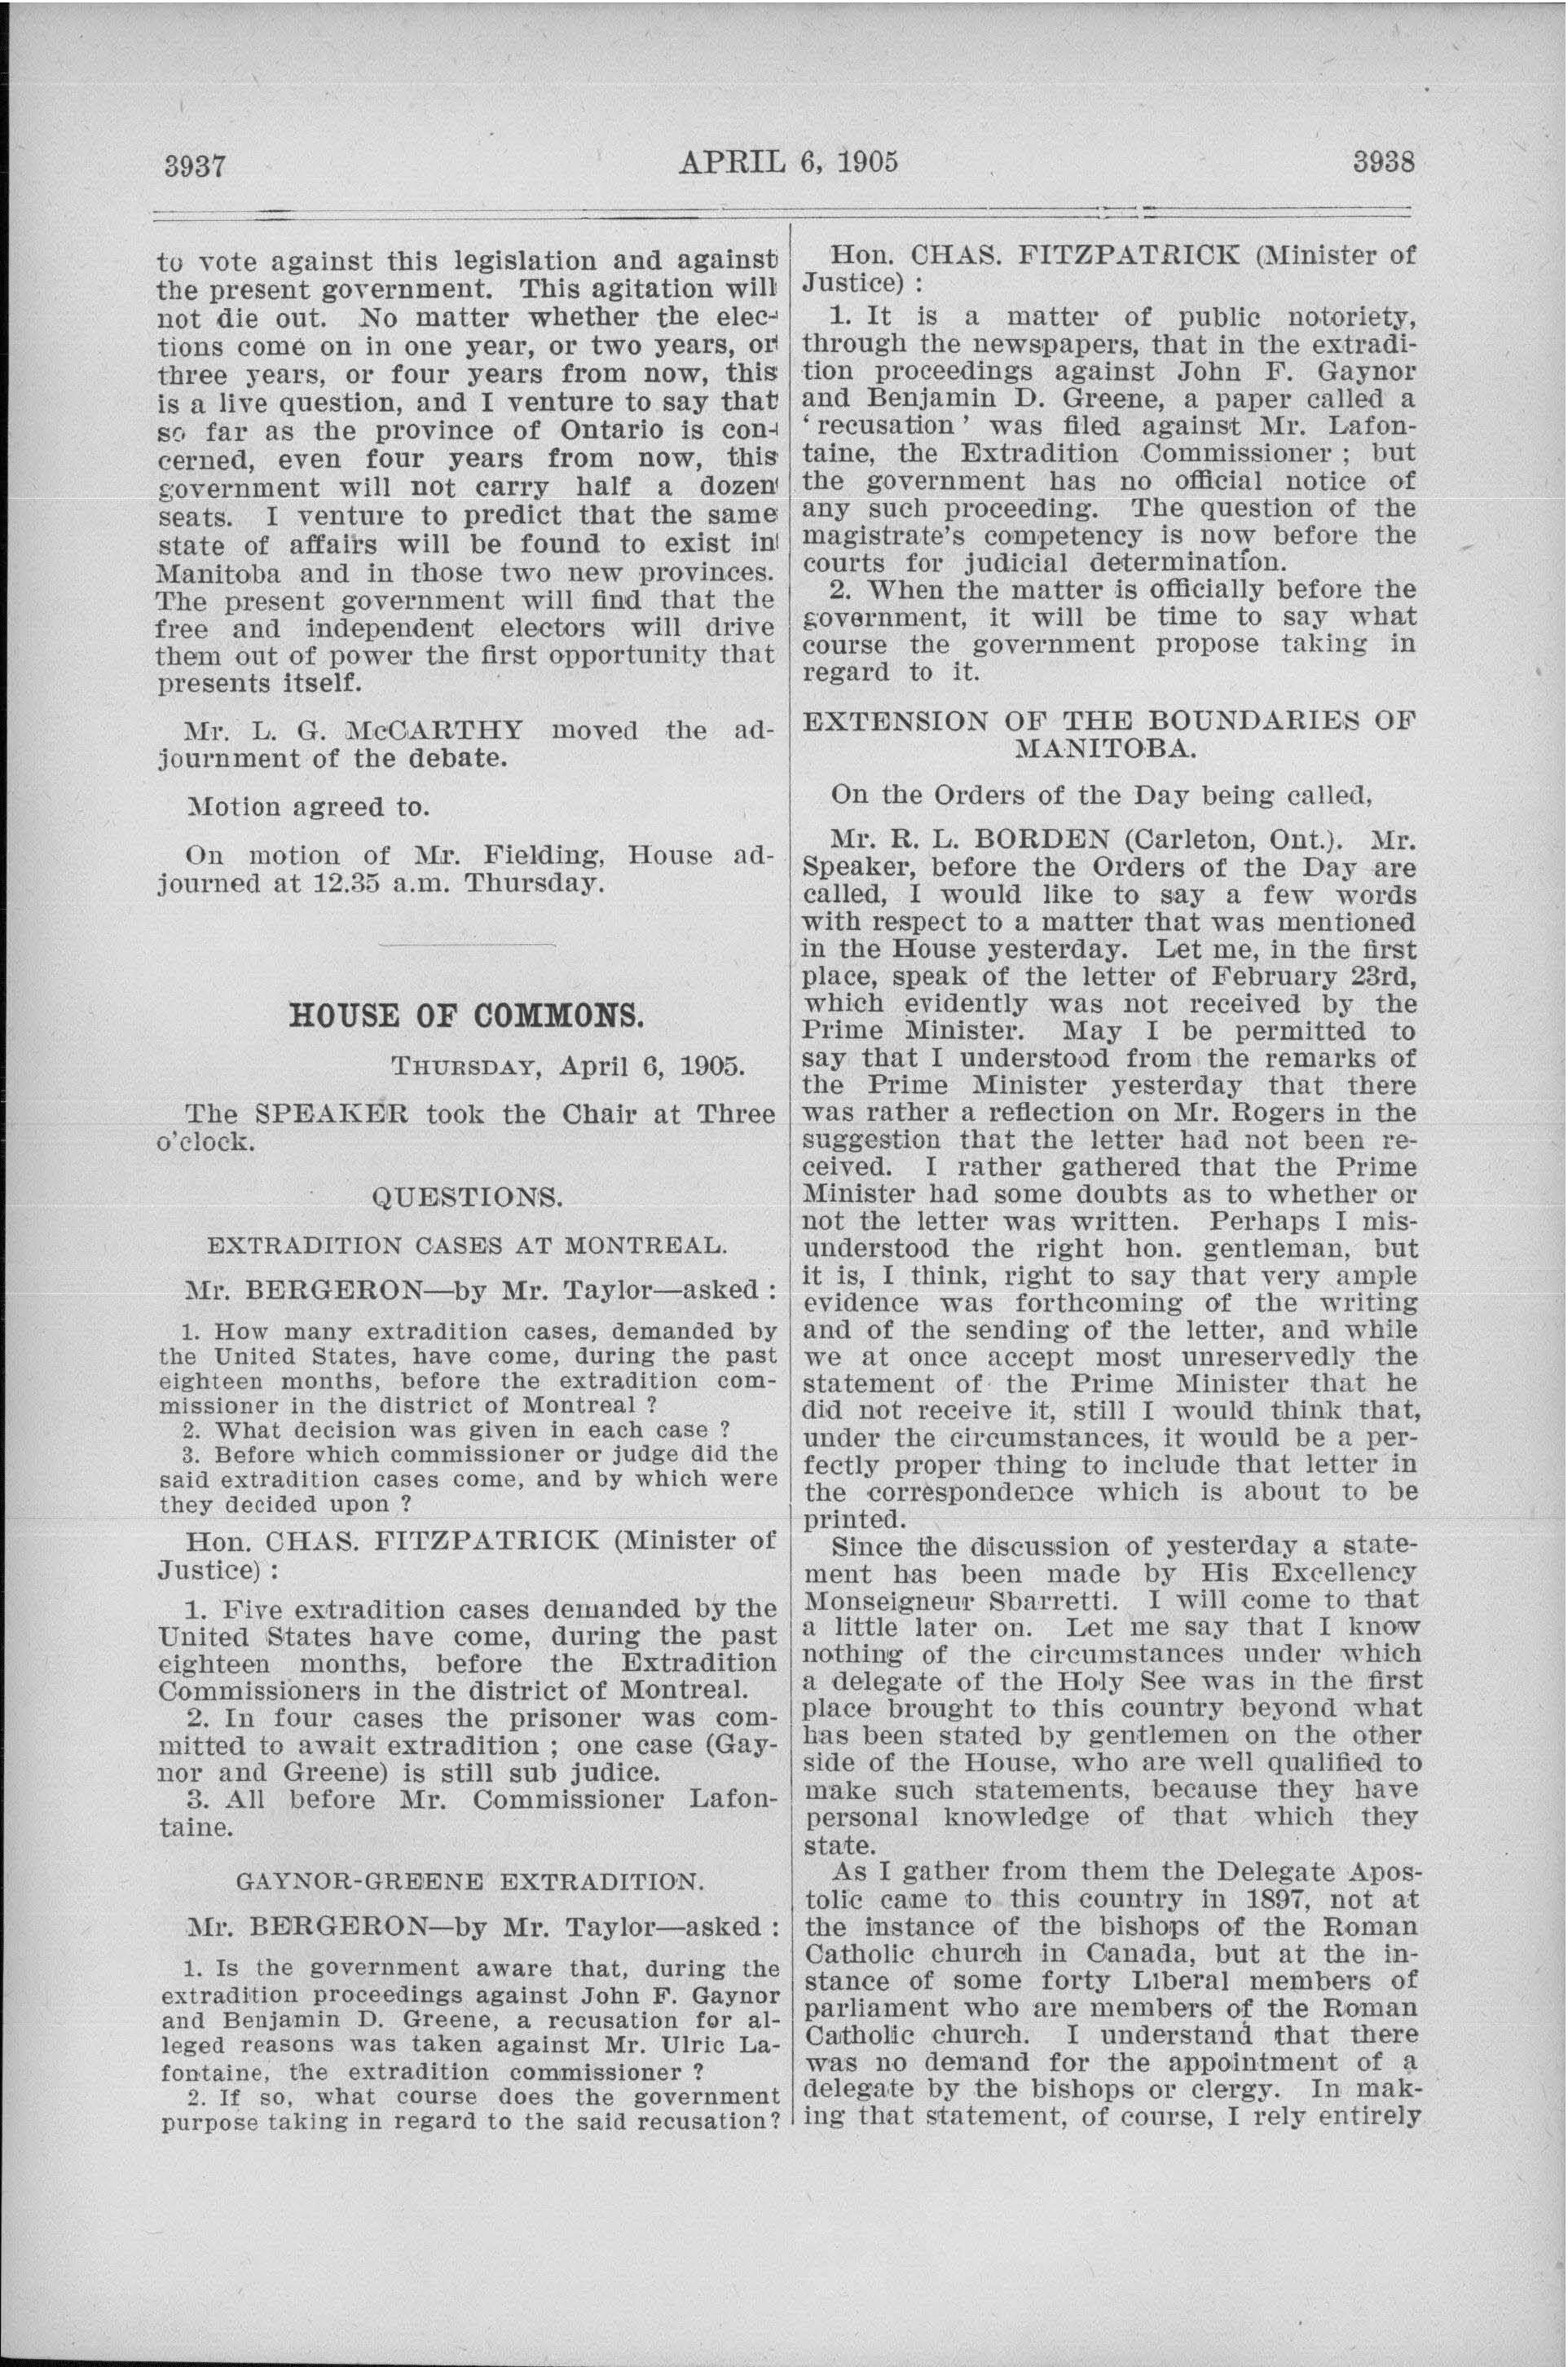 3937
APRIL 6, 1905
3938
to vote against this legislation and against
the present government. This agitation will
not die out. No matter whether the elec-
tions come on in one year, or two years, or
three years, or four years from now, this
is a live question, and I venture to say that
so far as the province of Ontario is con-
cerned, even four years from now, this
government will not carry half a dozen
seats. I venture to predict that the same
state of affairs will be found to exist in
Manitoba and in those two new provinces.
The present government will find that the
free and independent electors will drive
them out of power the first opportunity that
presents itself.
Mr. L. G. McCARTHY moved the ad-
journment of the debate.
Motion agreed to.
On motion of Mr. Fielding, House ad-
journed at 12.35 a.m. Thursday.
HOUSE OF COMMONS.
THURSDAY, April 6, 1905.
The SPEAKER took the Chair at Three
o'clock.
QUESTIONS.
EXTRADITION CASES AT MONTREAL.
Mr. BERGERON—by Mr. Taylor—asked :
1. How many extradition cases, demanded by
the United States, have come, during the past
eighteen months, before the extradition com-
missioner in the district of Montreal ?
2. What decision was given in each case ?
3. Before which commissioner or judge did the
said extradition cases come, and by which were
they decided upon ?
Hon. CHAS. FITZPATRICK (Minister of
Justice) :
1. Five extradition cases demanded by the
United States have come, during the past
eighteen months, before the Extradition
Commissioners in the district of Montreal.
2. In four cases the prisoner was com-
mitted to await extradition ; one case (Gay-
nor and Greene) is still sub judice.
3. All before Mr. Commissioner Lafon-
taine.
GAYNOR-GREENE EXTRADITION.
Mr. BERGERON—by Mr. Taylor—asked :
1. Is the government aware that, during the
extradition proceedings against John F. Gaynor
and Benjamin D. Greene, a recusation for al-
leged reasons was taken against Mr. Ulric La-
fontaine, the extradition commissioner ?
2. If so, what course does the government
purpose taking in regard to the said recusation?
Hon. CHAS. FITZPATRICK (Minister of
Justice) :
1. It is a matter of public notoriety,
through the newspapers, that in the extradi-
tion proceedings against John F. Gaynor
and Benjamin D. Greene, a paper called a
‘ recusation ’ was filed against Mr. Lafon-
taine, the Extradition Commissioner ; but
the government has no official notice of
any such proceeding. The question of the
magistrate's competency is now before the
courts for judicial determination.
2. When the matter is officially before the
government, it will be time to say what
course the government propose taking in
regard to it.
EXTENSION OF THE BOUNDARIES OF
MANITOBA.
On the Orders of the Day being called,
Mr. R. L. BORDEN (Carleton, Ont.). Mr.
Speaker, before the Orders of the Day are
called, I would like to say a few words
with respect to a matter that was mentioned
in the House yesterday. Let me, in the first
place, speak of the letter of February 23rd,
which evidently was not received by the
Prime Minister. May I be permitted to
say that I understood from the remarks of
the Prime Minister yesterday that there
was rather a reflection on Mr. Rogers in the
suggestion that the letter had not been re-
ceived. I rather gathered that the Prime
Minister had some doubts as to whether or
not the letter was written. Perhaps I mis-
understood the right hon. gentleman, but
it is, I think, right to say that very ample
evidence was forthcoming of the writing
and of the sending of the letter, and while
we at once accept most unreservedly the
statement of the Prime Minister that he
did not receive it, still I would think that,
under the circumstances, it would be a per-
fectly proper thing to include that letter in
the correspondence which is about to be
printed.
Since the discussion of yesterday a state-
ment has been made by His Excellency
Monseigneur Sbarretti. I will come to that
a little later on. Let me say that I know
nothing of the circumstances under which
a delegate of the Holy See was in the first
place brought to this country beyond what
has been stated by gentlemen on the other
side of the House, who are well qualified to
make such statements, because they have
personal knowledge of that which they
state.
As I gather from them the Delegate Apos-
tolic came to this country in 1897, not at
the instance of the bishops of the Roman
Catholic church in Canada, but at the in-
stance of some forty Liberal members of
parliament who are members of the Roman
Catholic church. I understand that there
was no demand for the appointment of a
delegate by the bishops or clergy. In mak-
ing that statement, of course, I rely entirely